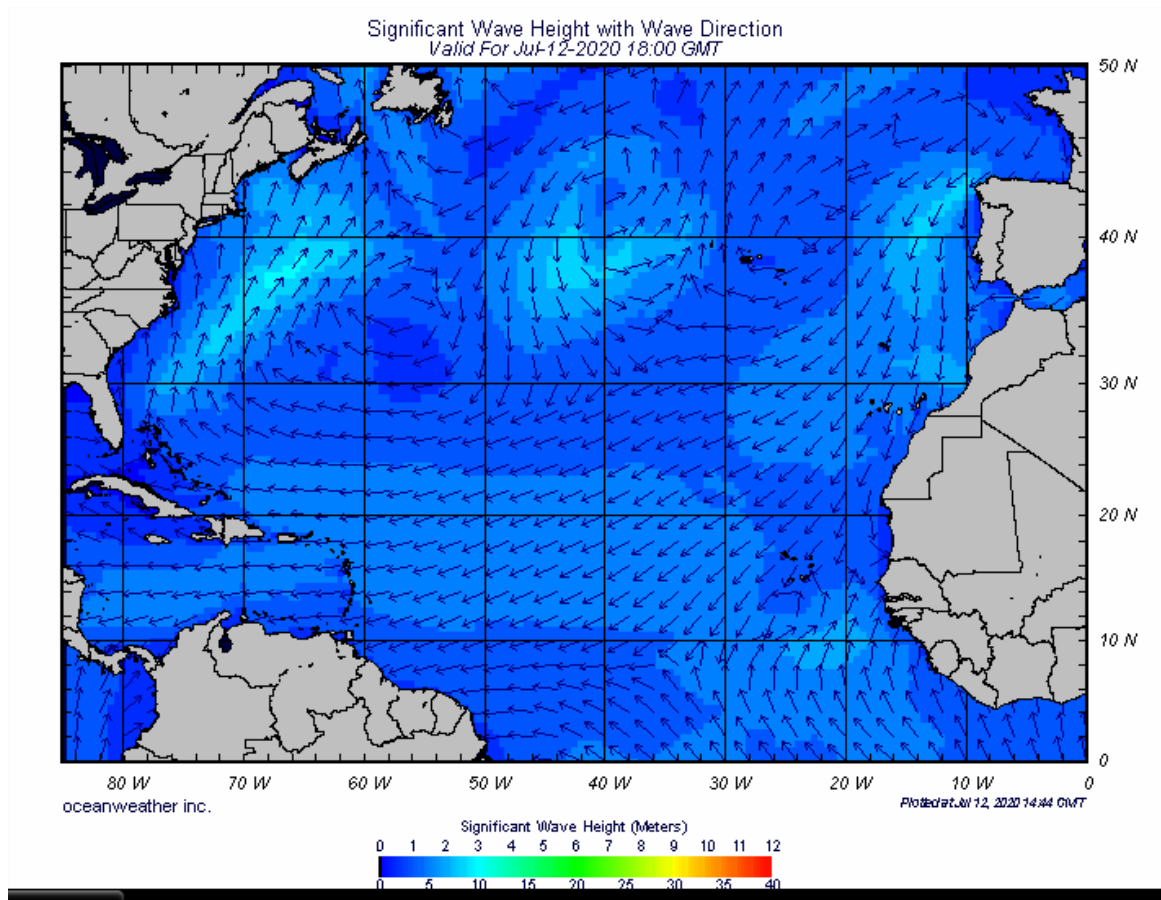 Significant Wave Height with Wave Direction
Valid For Jul-12-2020 18:00 GMT
50 N
40 N
30 N
20 N
10 N
0
80 W 70 W 60 W 50 W 40 W 30 W 20 W 10 W 0
oceanweather inc.
Plotted at Jul 12, 2020 14:44 GMT
Significant Wave Height (Meters)
0 1 2 3 4 5 6 7 8 9 10 11 12
0 5 10 15 20 25 30 35 40